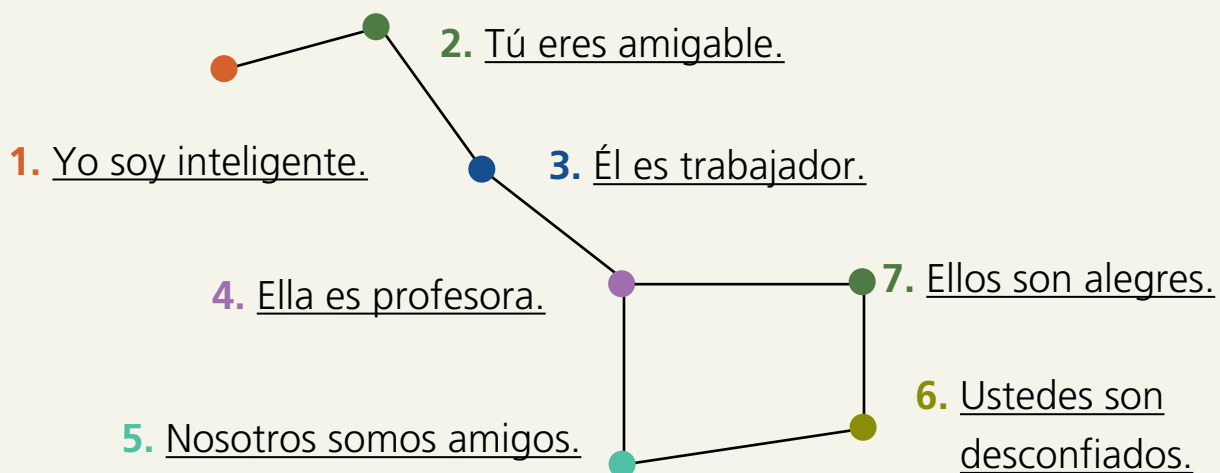 1. Yo soy inteligente.
2. Tú eres amigable.
3. Él es trabajador.
4. Ella es profesora.
5. Nosotros somos amigos.
6. Ustedes son
desconfiados.
7. Ellos son alegres.